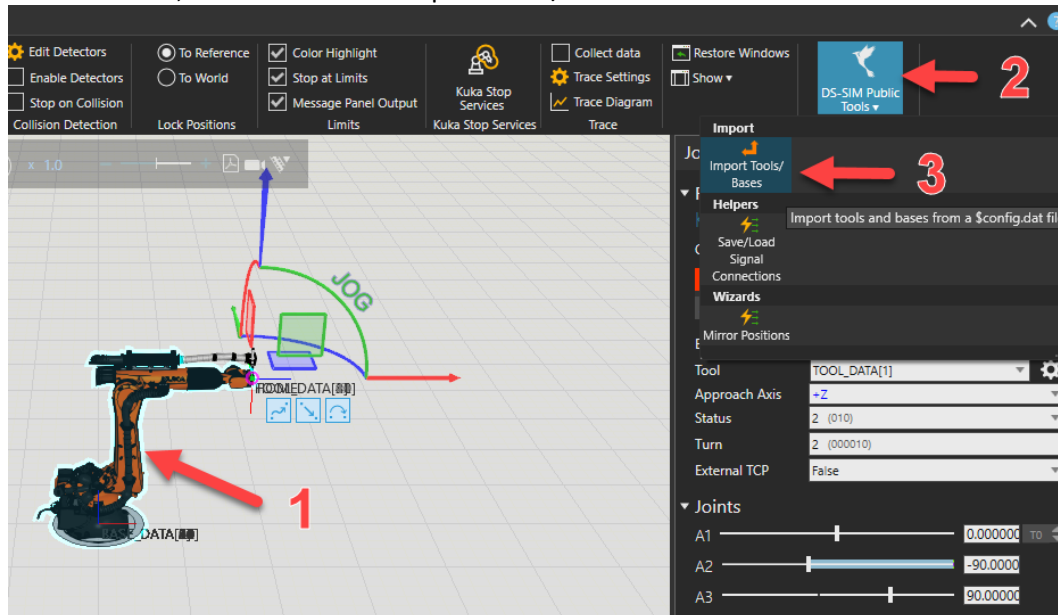 Edit Detectors
Enable Detectors
Stop on Collision
Collision Detection
To Reference
To World
Lock Positions
Color Highlight
Stop at Limits
Message Panel Output
Limits
Kuka Stop
Services
Kuka Stop Services
Collect data
Trace Settings
Trace Diagram
Trace
Restore Windows
Show
DS-SIM Public
Tools
2
x 1.0
Import
Import Tools/
Bases
3
Helpers
Import tools and bases from a $config.dat fil
Save/Load
Signal
Connections
Wizards
Mirror Positions
JOG
1
Jo
Tool
TOOL_DATA[1]
Approach Axis
+Z
Status
2 (010)
Turn
2 (000010)
External TCP
False
Joints
A1
0.000000
TO
A2
-90.0000
A3
90.0000